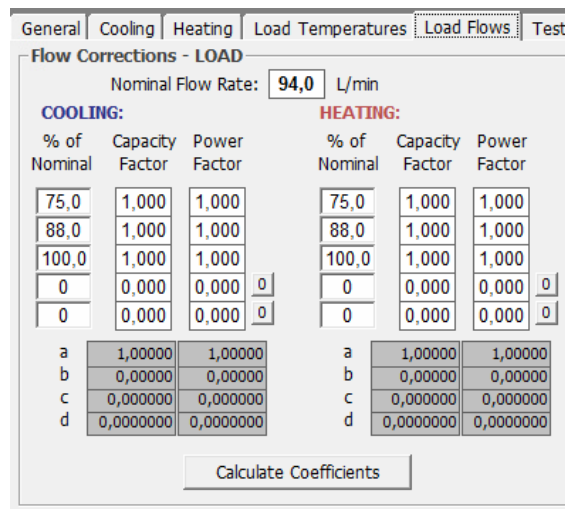 General Cooling Heating Load Temperatures Load Flows Test
Flow Corrections - LOAD
Nominal Flow Rate: 94,0 L/min
COOLING: HEATING:
% of Capacity Power % of Capacity Power
Nominal Factor Factor Nominal Factor Factor
75,0 1,000 1,000 75,0 1,000 1,000
88,0 1,000 1,000 88,0 1,000 1,000
100,0 1,000 1,000 100,0 1,000 1,000
0 0,000 0,000 0 0 0,000 0,000 0
0 0,000 0,000 0 0 0,000 0,000 0
a 1,00000 1,00000 a 1,00000 1,00000
b 0,00000 0,00000 b 0,00000 0,00000
c 0,000000 0,000000 c 0,000000 0,000000
d 0,0000000 0,0000000 d 0,0000000 0,0000000
Calculate Coefficients